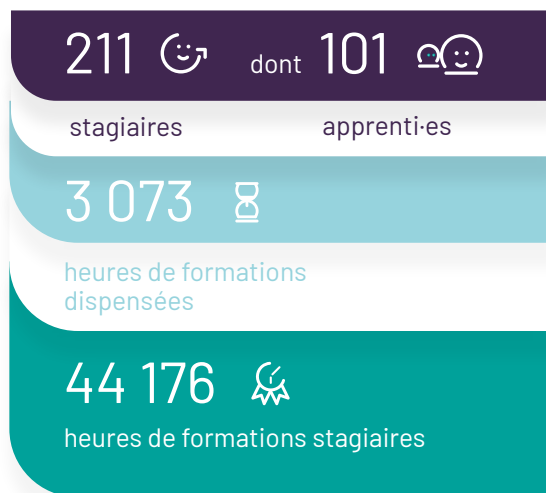 211 dont 101
stagiaires apprenti·es
3 073
heures de formations
dispensées
44 176
heures de formations stagiaires